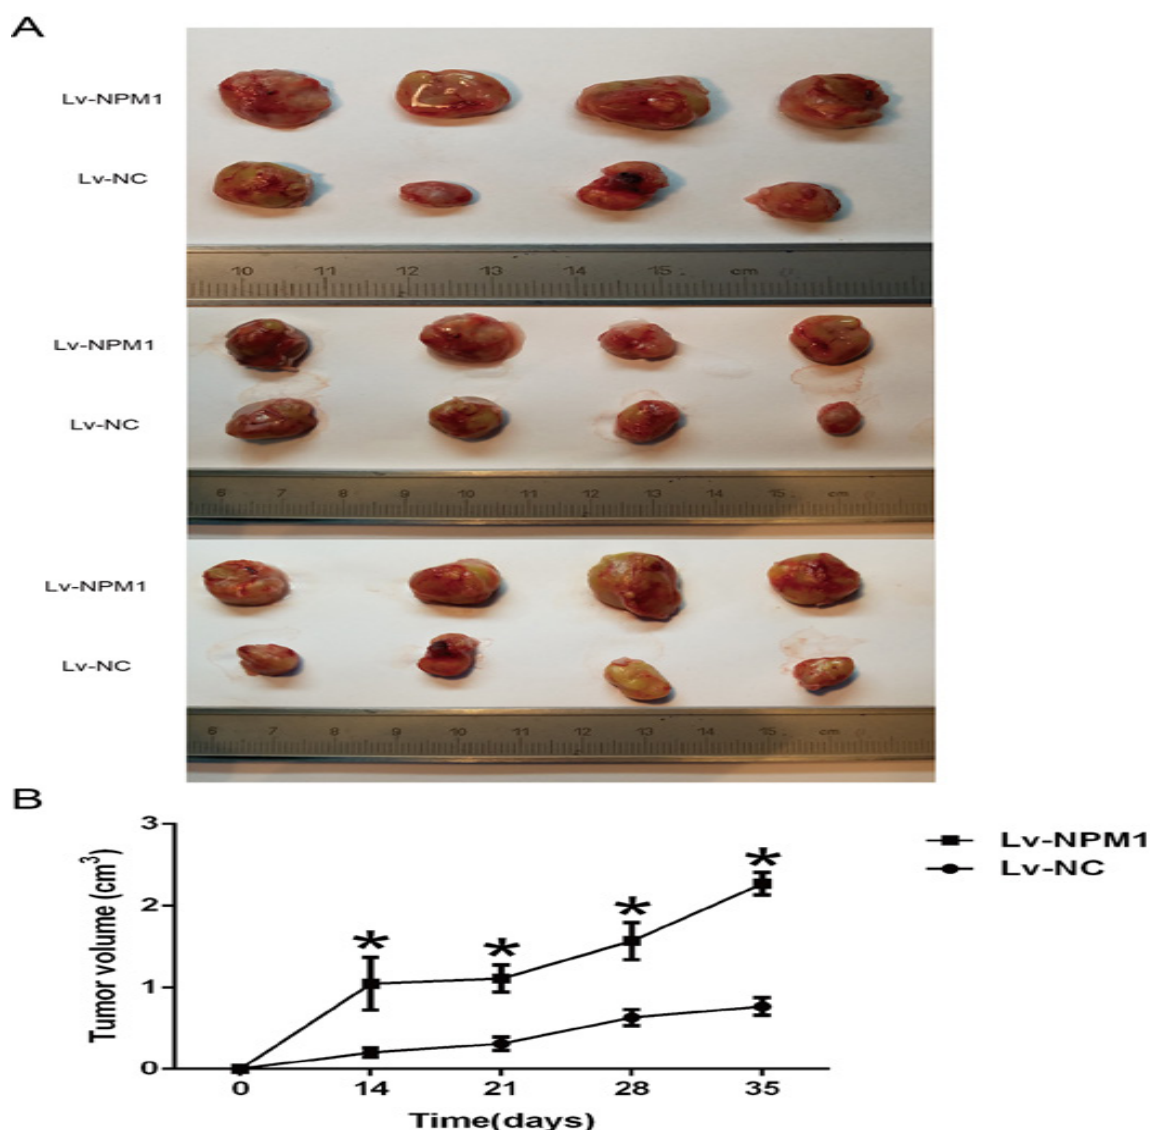 A
Lv-NPM1
Lv-NC
10 11 12 13 14 15 cm
Lv-NPM1
Lv-NC
6 7 8 9 10 11 12 13 14 15 cm
Lv-NPM1
Lv-NC
6 7 8 9 10 11 12 13 14 15 cm
B
Tumor volume (cm³)
3
2
1
0
* * * *
0 14 21 28 35
Time(days)
Lv-NPM1
Lv-NC